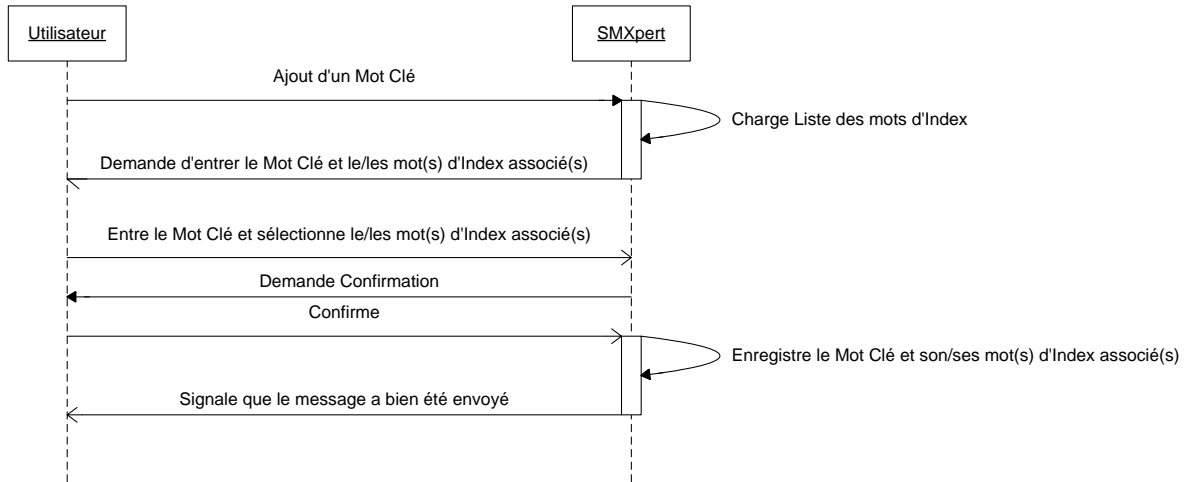 Utilisateur
SMXpert
Ajout d'un Mot Clé
Charge Liste des mots d'Index
Demande d'entrer le Mot Clé et le/les mot(s) d'Index associé(s)
Entre le Mot Clé et sélectionne le/les mot(s) d'Index associé(s)
Demande Confirmation
Confirme
Enregistre le Mot Clé et son/ses mot(s) d'Index associé(s)
Signale que le message a bien été envoyé